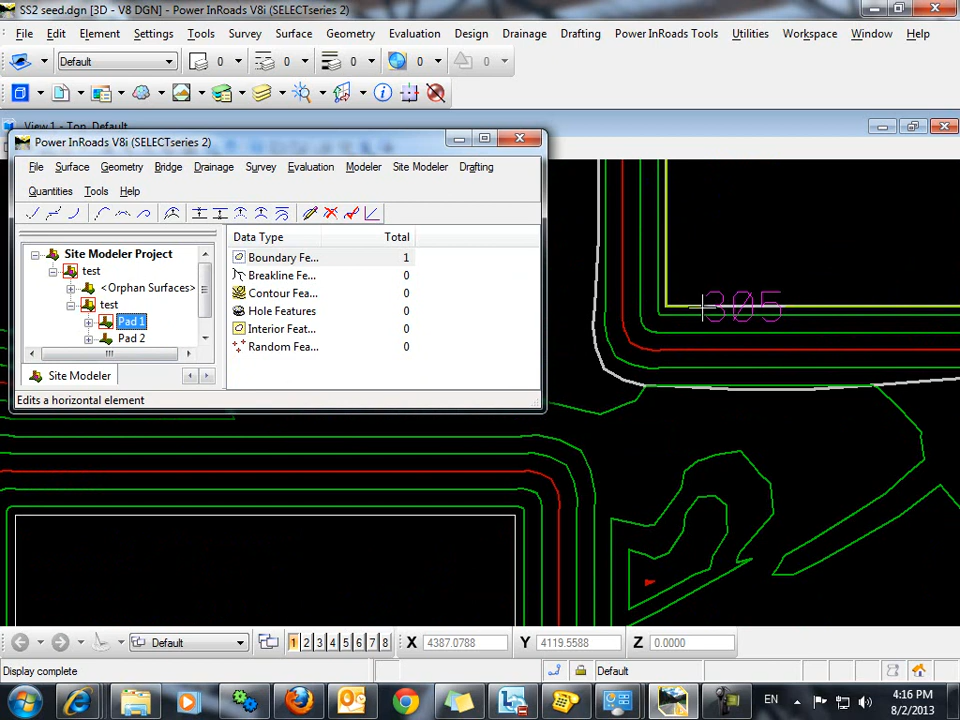 SS2 seed.dgn [3D - V8 DGN] - Power InRoads V8i (SELECTseries 2)
File Edit Element Settings Tools Survey Surface Geometry Evaluation Design Drainage Drafting Power InRoads Tools Utilities Workspace Window Help
Default 0 0 0 0 0
View 1 - Top, Default
Power InRoads V8i (SELECTseries 2)
File Surface Geometry Bridge Drainage Survey Evaluation Modeler Site Modeler Drafting
Quantities Tools Help
Site Modeler Project
test
<Orphan Surfaces>
test
Pad 1
Pad 2
Site Modeler
Data Type Total
Boundary Fe... 1
Breakline Fe... 0
Contour Fea... 0
Hole Features 0
Interior Feat... 0
Random Fea... 0
Edits a horizontal element
305
Default 1 2 3 4 5 6 7 8 X 4387.0788 Y 4119.5588 Z 0.0000
Display complete Default
EN 4:16 PM
8/2/2013